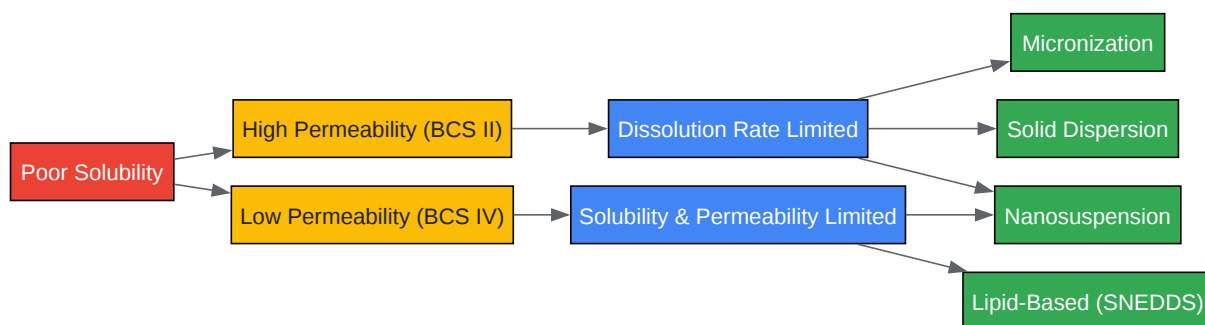 Poor Solubility
High Permeability (BCS II)
Low Permeability (BCS IV)
Dissolution Rate Limited
Solubility & Permeability Limited
Micronization
Solid Dispersion
Nanosuspension
Lipid-Based (SNEDDS)